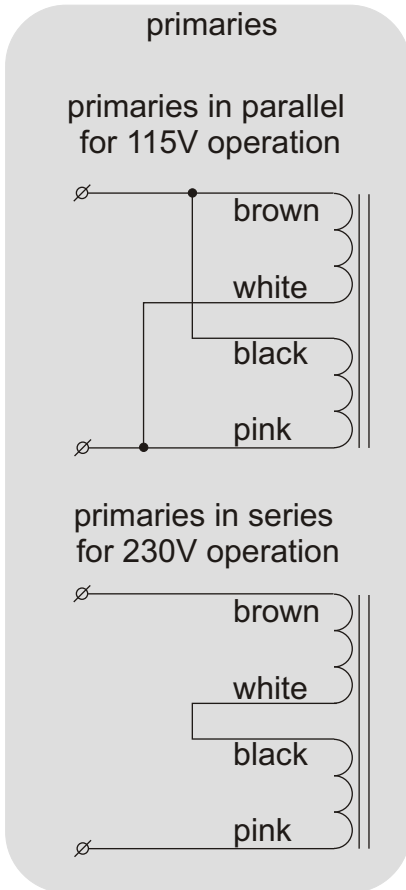 primaries
primaries in parallel
for 115V operation
brown
white
black
pink
primaries in series
for 230V operation
brown
white
black
pink